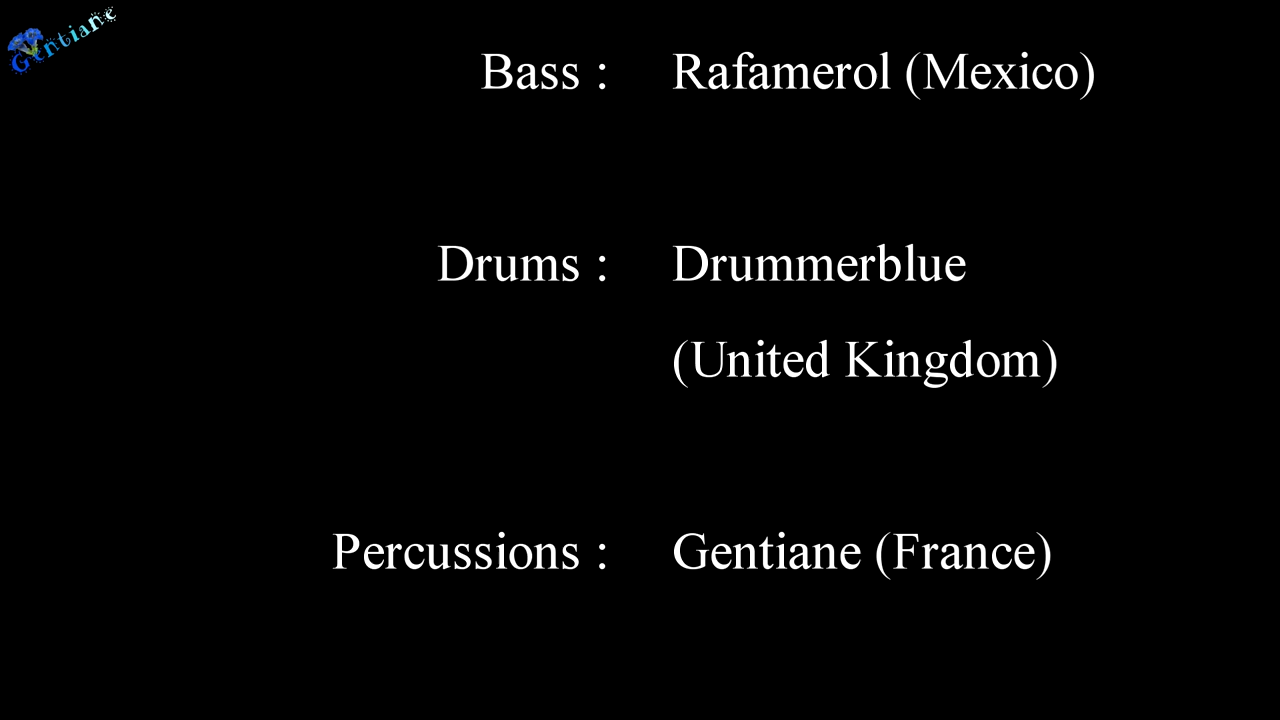 Gentiane
Bass : Rafamerol (Mexico)
Drums : Drummerblue
(United Kingdom)
Percussions : Gentiane (France)